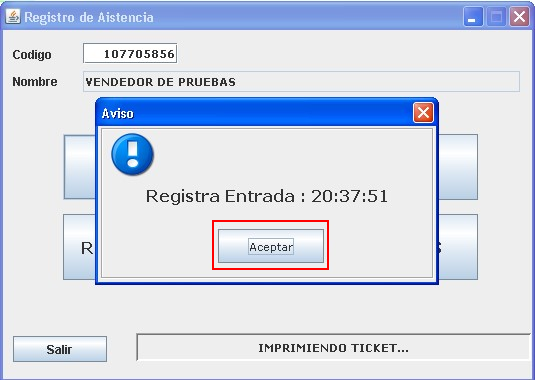 Registro de Aistencia
Codigo 107705856
Nombre VENDEDOR DE PRUEBAS
Aviso
Registra Entrada : 20:37:51
Aceptar
Salir IMPRIMIENDO TICKET...